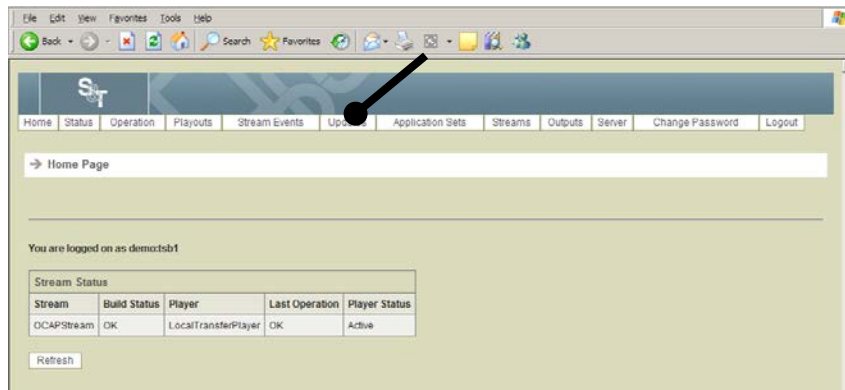 File Edit View Favorites Tools Help
Back Search Favorites
S&T
Home Status Operation Playouts Stream Events Application Sets Streams Outputs Server Change Password Logout
Home Page
You are logged on as demo:tsb1
Stream Status
Stream Build Status Player Last Operation Player Status
OCAPStream OK LocalTransferPlayer OK Active
Refresh